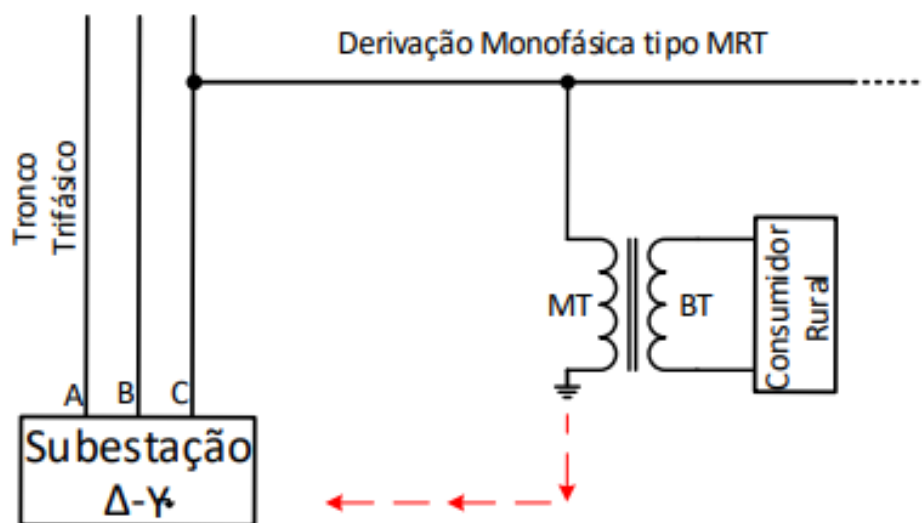 Derivação Monofásica tipo MRT
Tronco
Trifásico
MT
BT
Consumidor
Rural
A
B
C
Subestação
Δ-Y